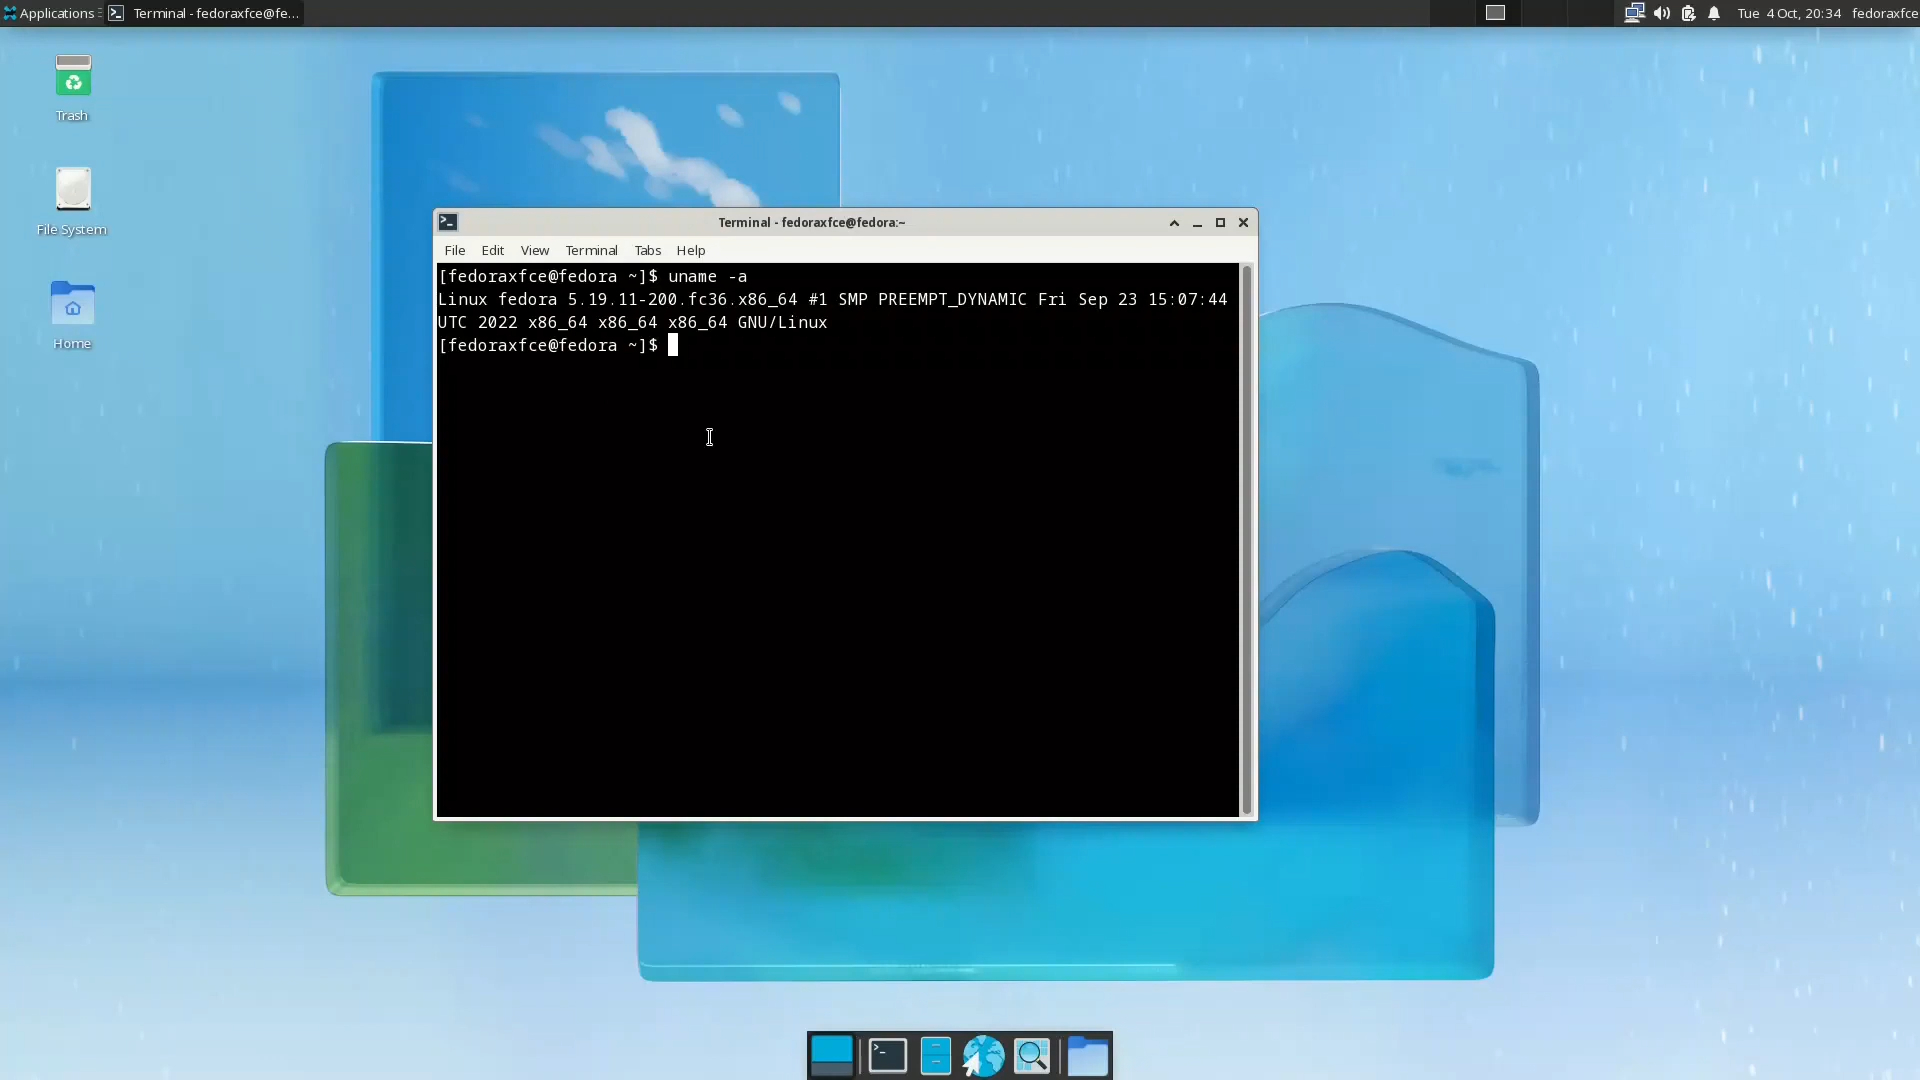 Applications
Terminal - fedoraxfce@fe...
Tue 4 Oct, 20:34
fedoraxfce
Trash
File System
Home
Terminal - fedoraxfce@fedora:~
File Edit View Terminal Tabs Help
[fedoraxfce@fedora ~]$ uname -a
Linux fedora 5.19.11-200.fc36.x86_64 #1 SMP PREEMPT_DYNAMIC Fri Sep 23 15:07:44
UTC 2022 x86_64 x86_64 x86_64 GNU/Linux
[fedoraxfce@fedora ~]$